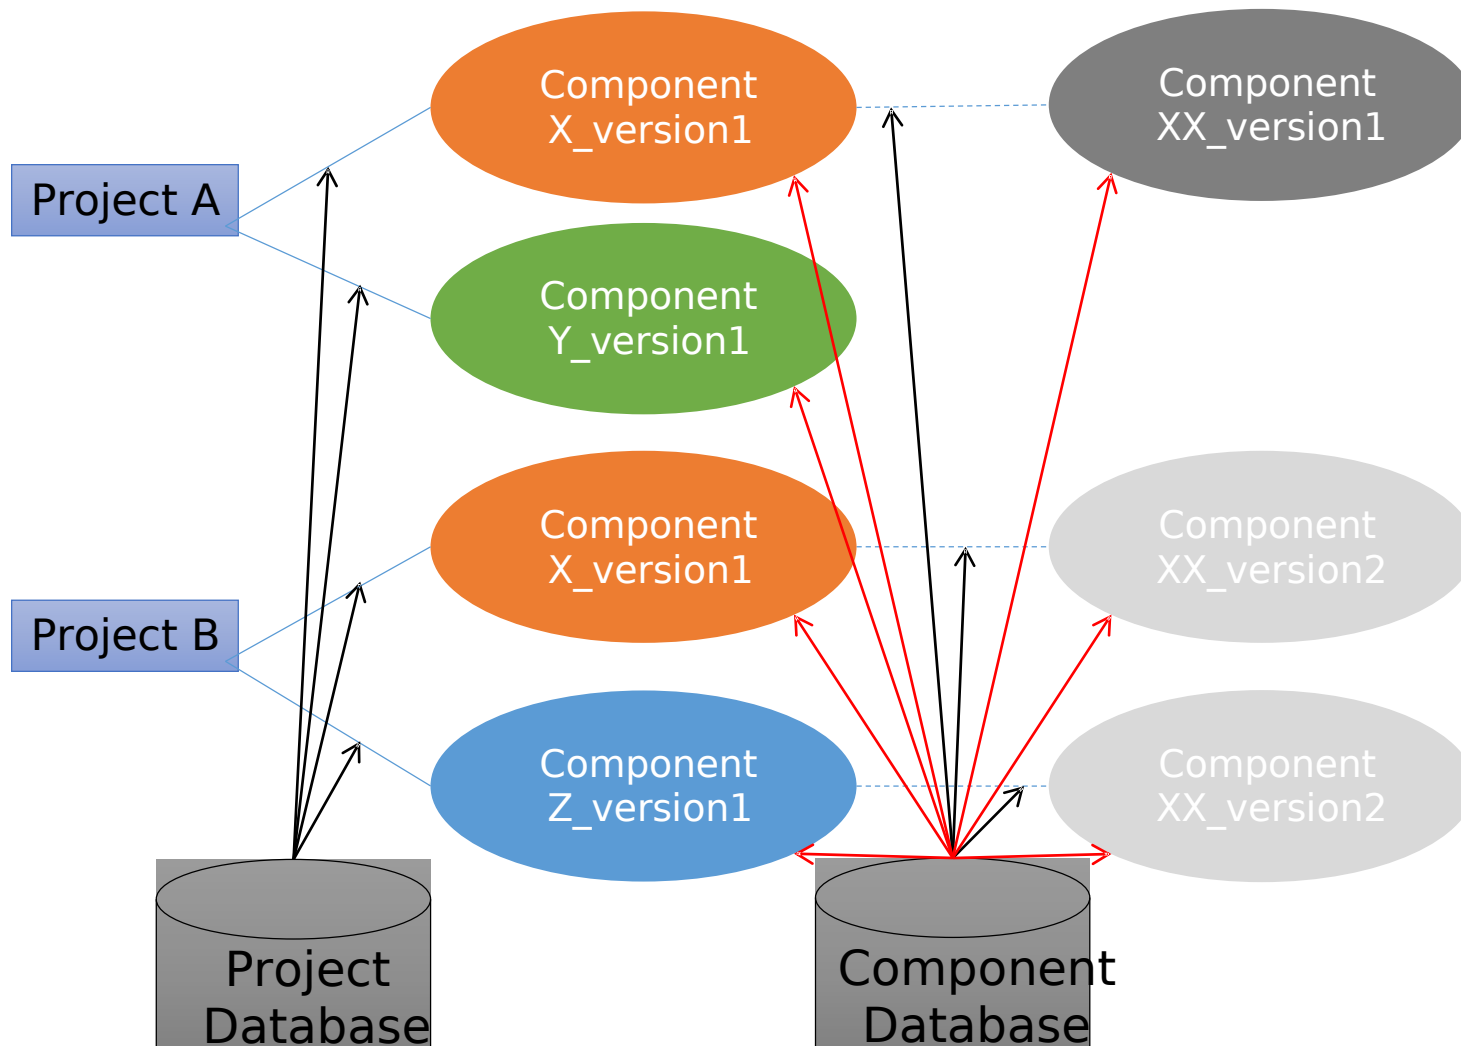 Component
X_version1
Component
XX_version1
Project A
Component
Y_version1
Component
X_version1
Component
XX_version2
Project B
Component
Z_version1
Component
XX_version2
Project
Database
Component
Database